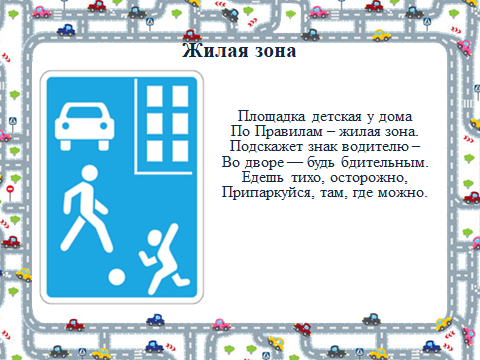 Жилая зона
Площадка детская у дома
По Правилам – жилая зона.
Подскажет знак водителю –
Во дворе — будь бдительным.
Едешь тихо, осторожно,
Припаркуйся, там, где можно.